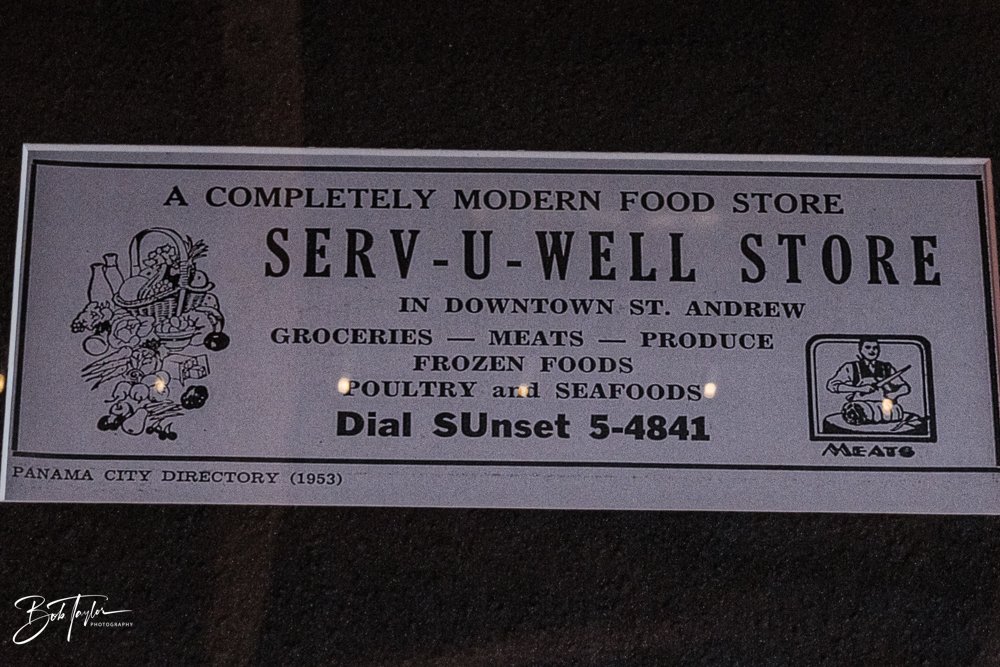 A COMPLETELY MODERN FOOD STORE
SERV-U-WELL STORE
IN DOWNTOWN ST. ANDREW
GROCERIES — MEATS — PRODUCE
FROZEN FOODS
POULTRY and SEAFOODS
Dial SUnset 5-4841
MEATS
PANAMA CITY DIRECTORY (1953)
Bob Taylor
PHOTOGRAPHY